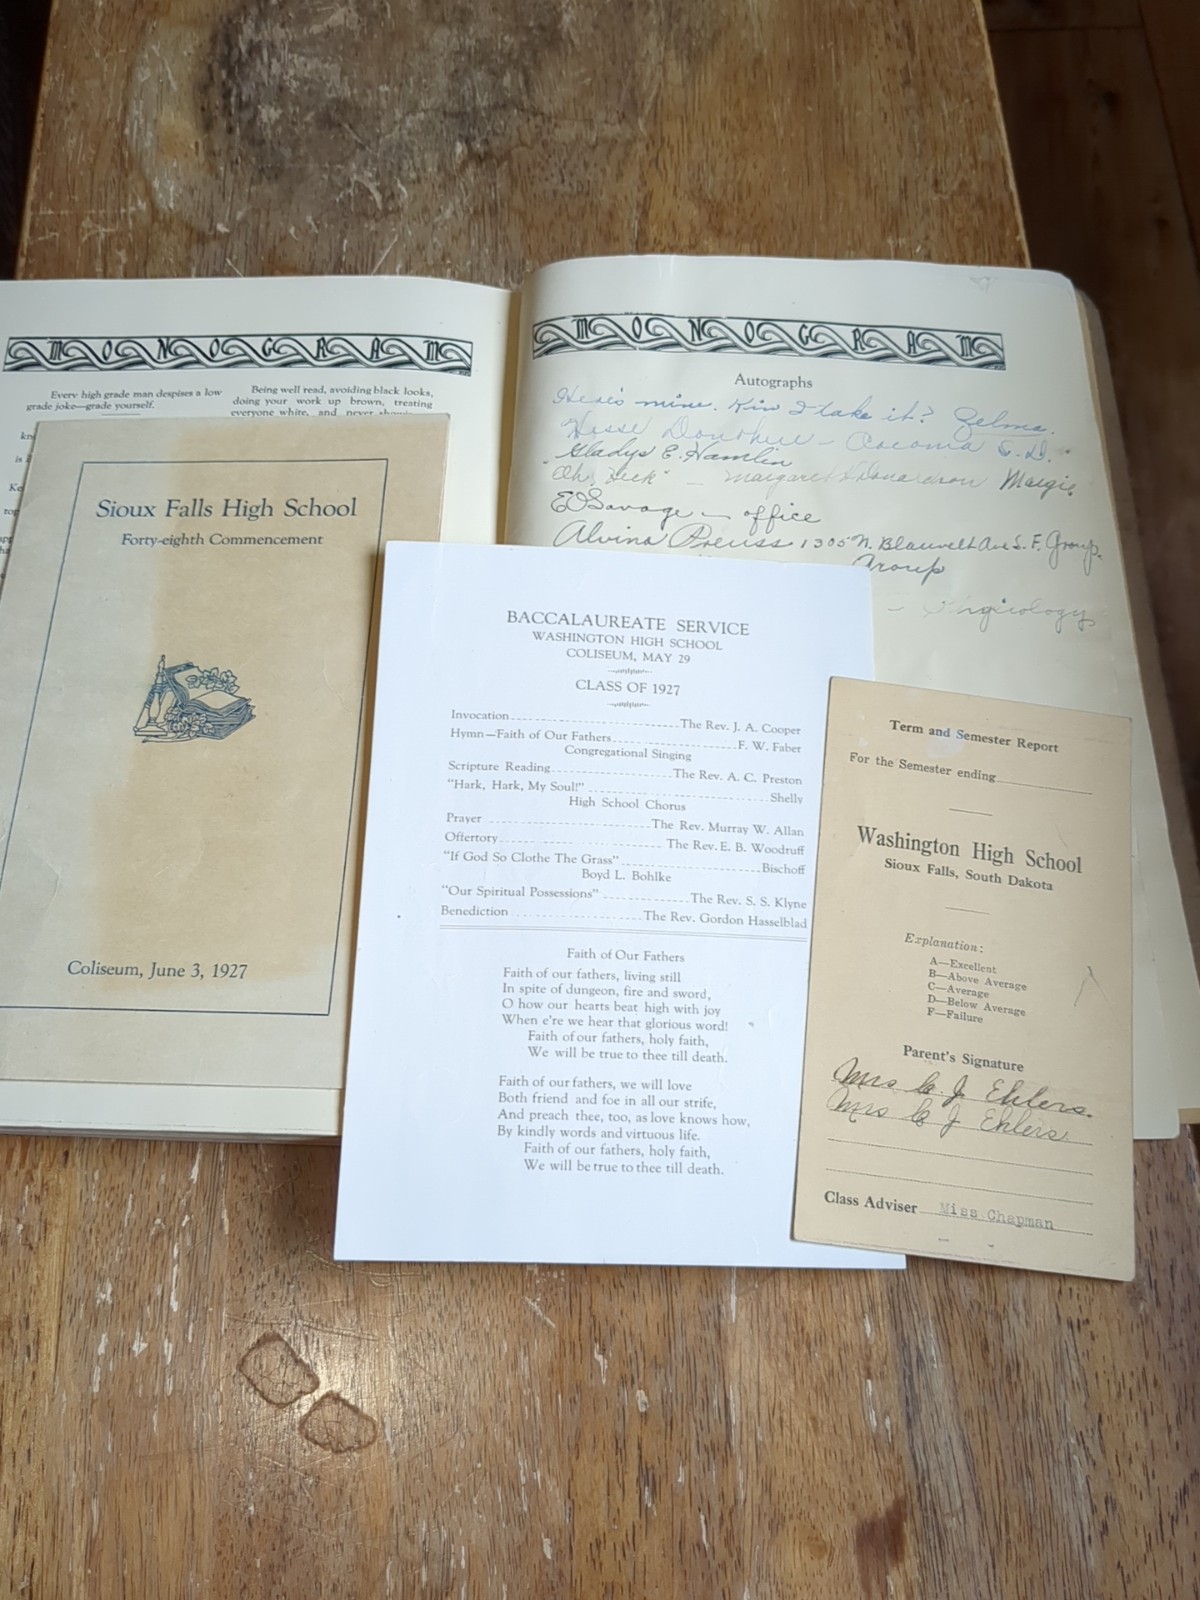 MONOGRAM
Every high grade man despises a low
grade joke—grade yourself.
Being well read, avoiding black looks,
doing your work up brown, treating
everyone white, and never
MONOGRAM
Autographs
Here's mine. Kin I take it? Zelma.
Hesse Donohue - Oacoma S.D.
Gladys E. Hamlin
"Oh, Zeck" - Margaret Donaldson Margie
EDSavage - office
Alvina Preuss 1305 N. Blauvelt Ave S. F. Group.
Group
- Physiology
Sioux Falls High School
Forty-eighth Commencement
Coliseum, June 3, 1927
BACCALAUREATE SERVICE
WASHINGTON HIGH SCHOOL
COLISEUM, MAY 29
CLASS OF 1927
Invocation The Rev. J. A. Cooper
Hymn—Faith of Our Fathers F. W. Faber
Congregational Singing
Scripture Reading The Rev. A. C. Preston
"Hark, Hark, My Soul!" Shelly
High School Chorus
Prayer The Rev. Murray W. Allan
Offertory The Rev. E. B. Woodruff
"If God So Clothe The Grass" Bischoff
Boyd L. Bohlke
"Our Spiritual Possessions" The Rev. S. S. Klyne
Benediction The Rev. Gordon Hasselblad
Faith of Our Fathers
Faith of our fathers, living still
In spite of dungeon, fire and sword,
O how our hearts beat high with joy
When e're we hear that glorious word!
Faith of our fathers, holy faith,
We will be true to thee till death.
Faith of our fathers, we will love
Both friend and foe in all our strife,
And preach thee, too, as love knows how,
By kindly words and virtuous life.
Faith of our fathers, holy faith,
We will be true to thee till death.
Term and Semester Report
For the Semester ending
Washington High School
Sioux Falls, South Dakota
Explanation:
A—Excellent
B—Above Average
C—Average
D—Below Average
F—Failure
Parent's Signature
Mrs C J Ehlers.
Mrs C J Ehlers.
Class Adviser Miss Chapman